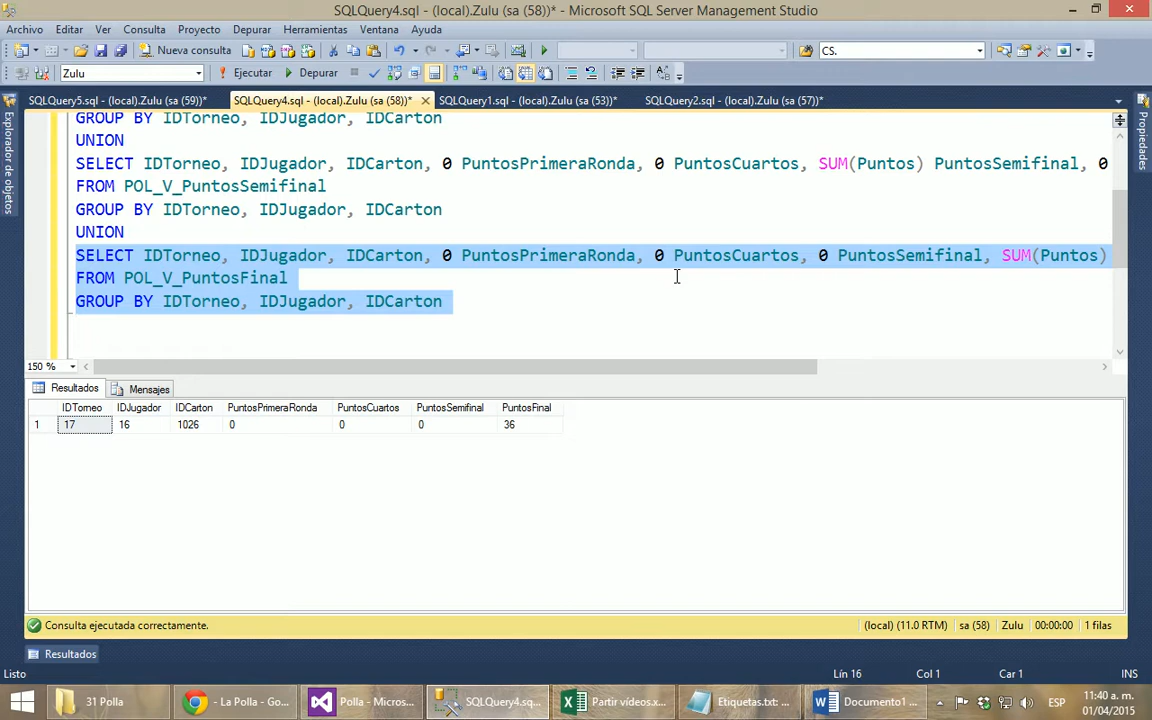 SQLQuery4.sql - (local).Zulu (sa (58))* - Microsoft SQL Server Management Studio
Archivo Editar Ver Consulta Proyecto Depurar Herramientas Ventana Ayuda
Nueva consulta CS.
Zulu Ejecutar Depurar
SQLQuery5.sql - (local).Zulu (sa (59))* SQLQuery4.sql - (local).Zulu (sa (58))* SQLQuery1.sql - (local).Zulu (sa (53))* SQLQuery2.sql - (local).Zulu (sa (57))*
Explorador de objetos
Propiedades
GROUP BY IDTorneo, IDJugador, IDCarton
UNION
SELECT IDTorneo, IDJugador, IDCarton, 0 PuntosPrimeraRonda, 0 PuntosCuartos, SUM(Puntos) PuntosSemifinal, 0
FROM POL_V_PuntosSemifinal
GROUP BY IDTorneo, IDJugador, IDCarton
UNION
SELECT IDTorneo, IDJugador, IDCarton, 0 PuntosPrimeraRonda, 0 PuntosCuartos, 0 PuntosSemifinal, SUM(Puntos)
FROM POL_V_PuntosFinal
GROUP BY IDTorneo, IDJugador, IDCarton
150 %
Resultados Mensajes
IDTorneo IDJugador IDCarton PuntosPrimeraRonda PuntosCuartos PuntosSemifinal PuntosFinal
1 17 16 1026 0 0 0 36
Consulta ejecutada correctamente. (local) (11.0 RTM) sa (58) Zulu 00:00:00 1 filas
Resultados
Listo Lín 16 Col 1 Car 1 INS
31 Polla - La Polla - Go... Polla - Micros... SQLQuery4.sq... Partir vídeos.x... Etiquetas.txt: ... Documento1 ... ESP 11:40 a. m.
01/04/2015